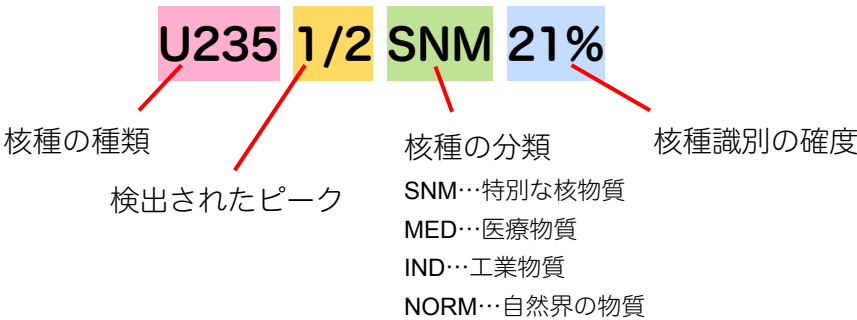 U235 1/2 SNM 21%
核種の種類
検出されたピーク
核種の分類
SNM…特別な核物質
MED…医療物質
IND…工業物質
NORM…自然界の物質
核種識別の確度